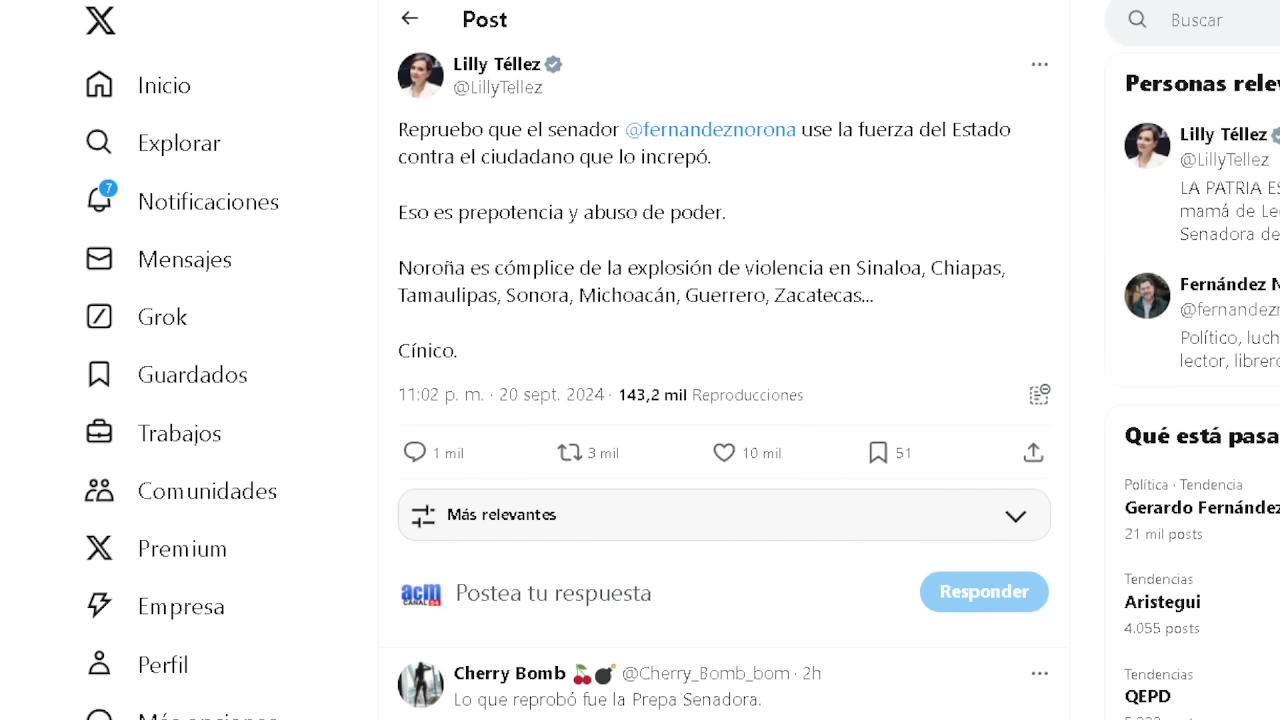 Inicio
Explorar
7
Notificaciones
Mensajes
Grok
Guardados
Trabajos
Comunidades
Premium
Empresa
Perfil
Más opciones
Post
Lilly Téllez
@LillyTellez
Repruebo que el senador @fernandeznorona use la fuerza del Estado
contra el ciudadano que lo increpó.
Eso es prepotencia y abuso de poder.
Noroña es cómplice de la explosión de violencia en Sinaloa, Chiapas,
Tamaulipas, Sonora, Michoacán, Guerrero, Zacatecas...
Cínico.
11:02 p. m. · 20 sept. 2024 · 143,2 mil Reproducciones
1 mil 3 mil 10 mil 51
Más relevantes
acm
CANAL
Postea tu respuesta
Responder
Cherry Bomb 🍒💣 @Cherry_Bomb_bom · 2h
Lo que reprobó fue la Prepa Senadora.
Buscar
Personas rele
Lilly Téllez
@LillyTellez
LA PATRIA ES
mamá de Le
Senadora de
Fernández N
@fernandezn
Político, luch
lector, librero
Qué está pasa
Política · Tendencia
Gerardo Fernández
21 mil posts
Tendencias
Aristegui
4.055 posts
Tendencias
QEPD